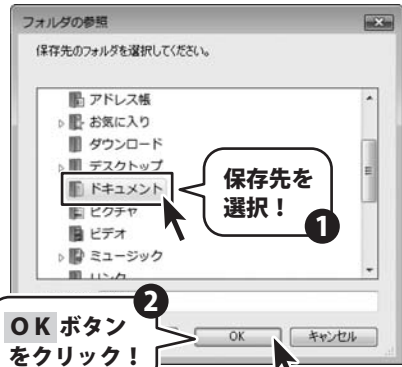 フォルダの参照
保存先のフォルダを選択してください。
アドレス帳
お気に入り
ダウンロード
デスクトップ
ドキュメント
ピクチャ
ビデオ
ミュージック
リンク
保存先を
選択！
1
2
OK ボタン
をクリック！
OK
キャンセル